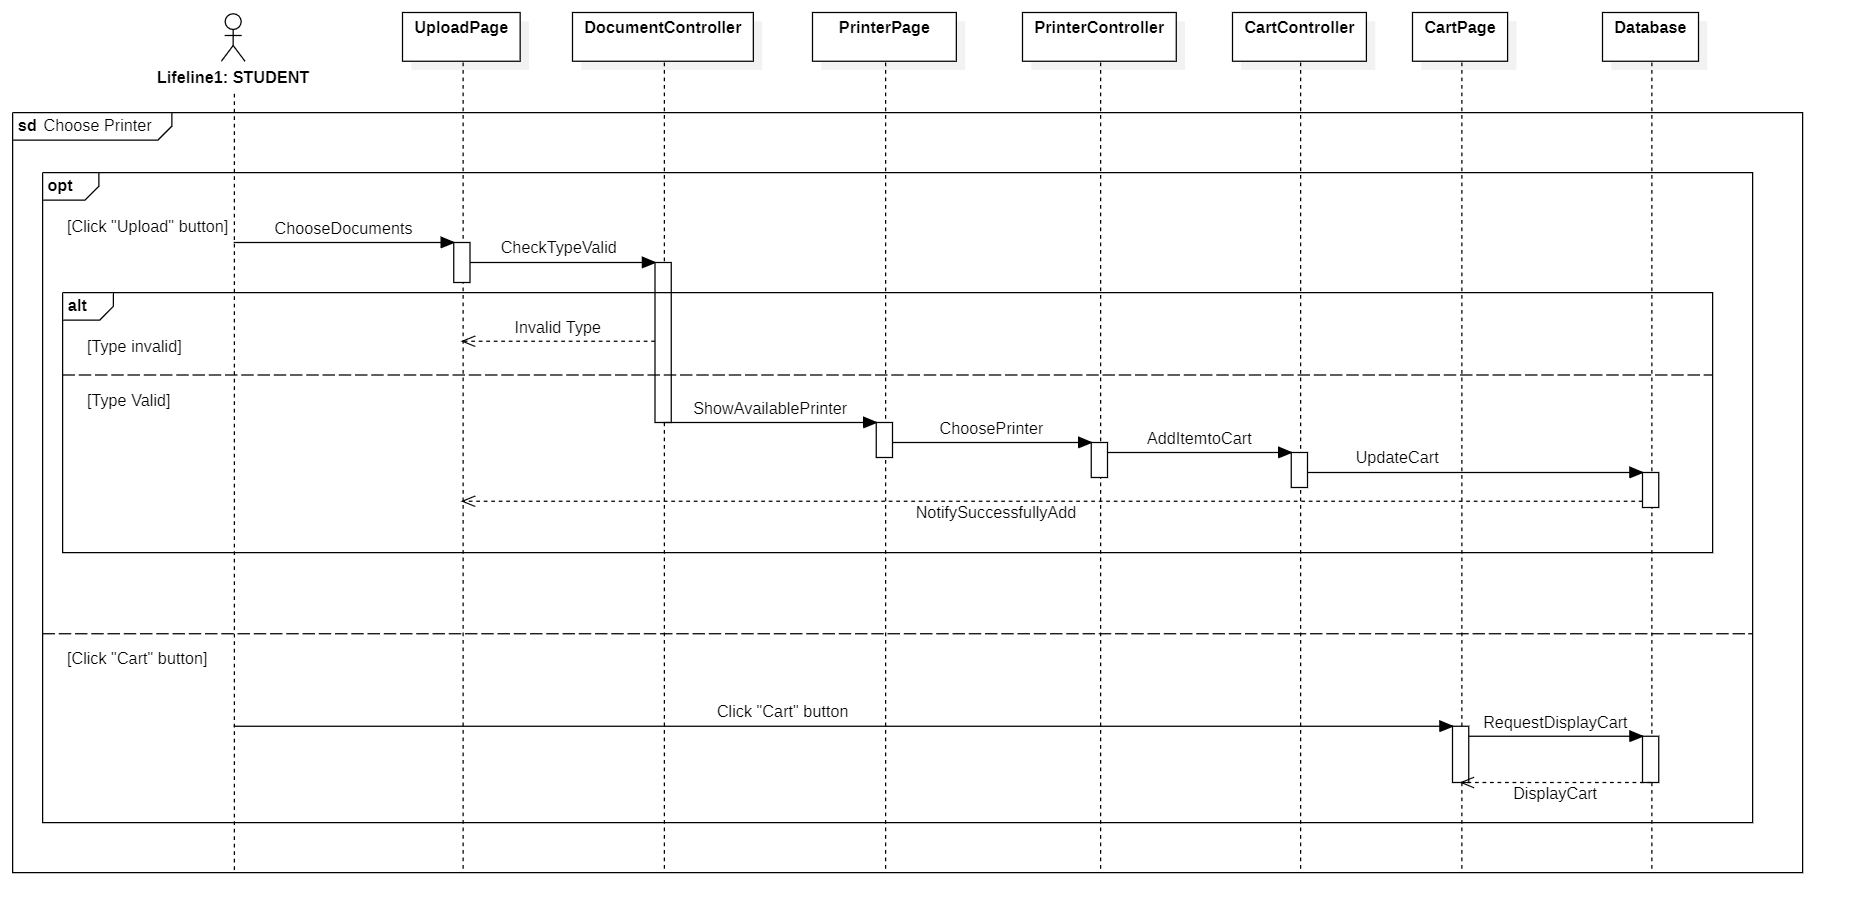 UploadPage
DocumentController
PrinterPage
PrinterController
CartController
CartPage
Database
Lifeline1: STUDENT
sd Choose Printer
opt
[Click "Upload" button]
ChooseDocuments
CheckTypeValid
alt
Invalid Type
[Type invalid]
[Type Valid]
ShowAvailablePrinter
ChoosePrinter
AddItemtoCart
UpdateCart
NotifySuccessfullyAdd
[Click "Cart" button]
Click "Cart" button
RequestDisplayCart
DisplayCart